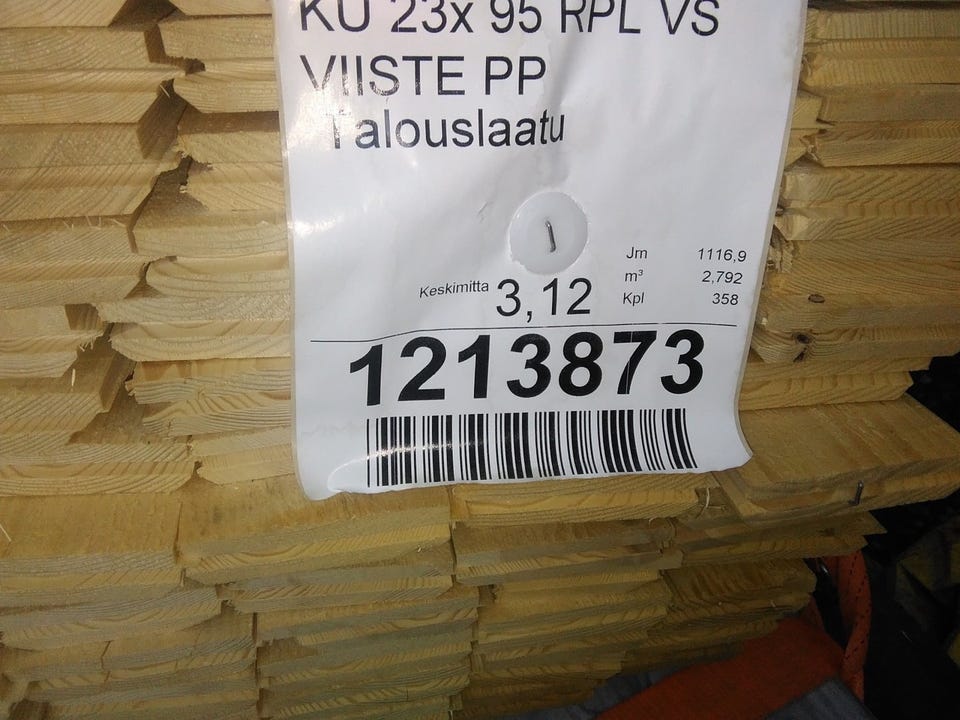 KU 23x 95 RPL VS
VIISTE PP
Talouslaatu
Jm 1116,9
m³ 2,792
Keskimitta 3,12
Kpl 358
1213873